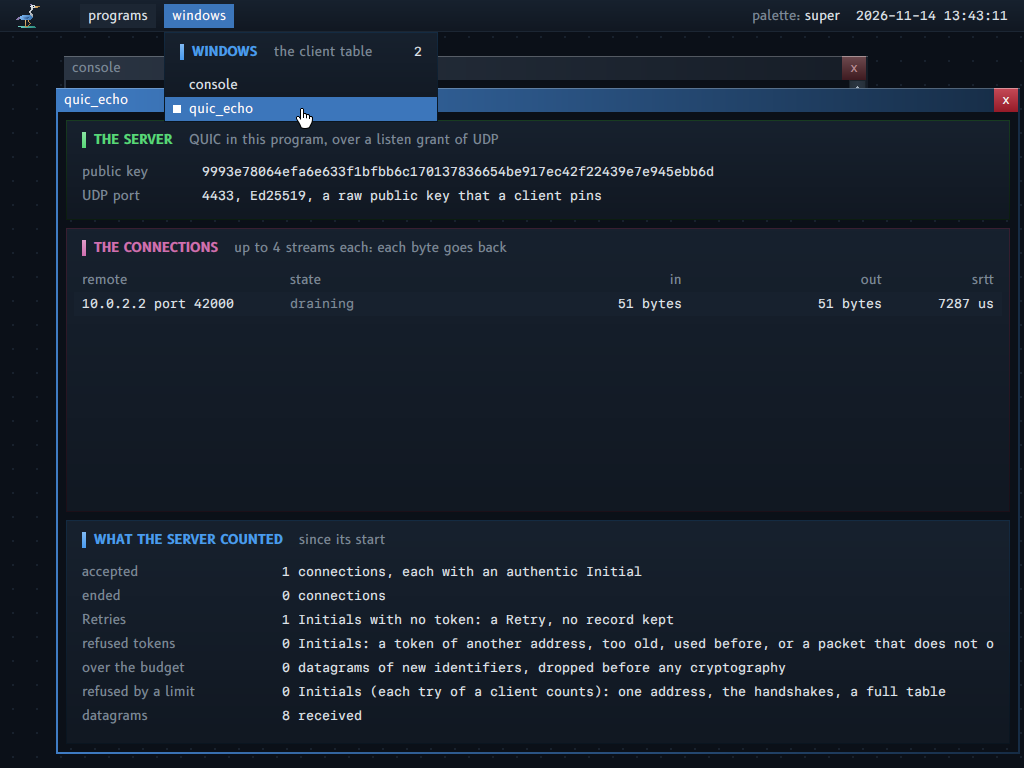 programs windows palette: super 2026-11-14 13:43:11
WINDOWS the client table 2
console x
console
quic_echo x
quic_echo
THE SERVER QUIC in this program, over a listen grant of UDP
public key 9993e78064efa6e633f1bfbb6c170137836654be917ec42f22439e7e945ebb6d
UDP port 4433, Ed25519, a raw public key that a client pins
THE CONNECTIONS up to 4 streams each: each byte goes back
remote state in out srtt
10.0.2.2 port 42000 draining 51 bytes 51 bytes 7287 us
WHAT THE SERVER COUNTED since its start
accepted 1 connections, each with an authentic Initial
ended 0 connections
Retries 1 Initials with no token: a Retry, no record kept
refused tokens 0 Initials: a token of another address, too old, used before, or a packet that does not o
over the budget 0 datagrams of new identifiers, dropped before any cryptography
refused by a limit 0 Initials (each try of a client counts): one address, the handshakes, a full table
datagrams 8 received